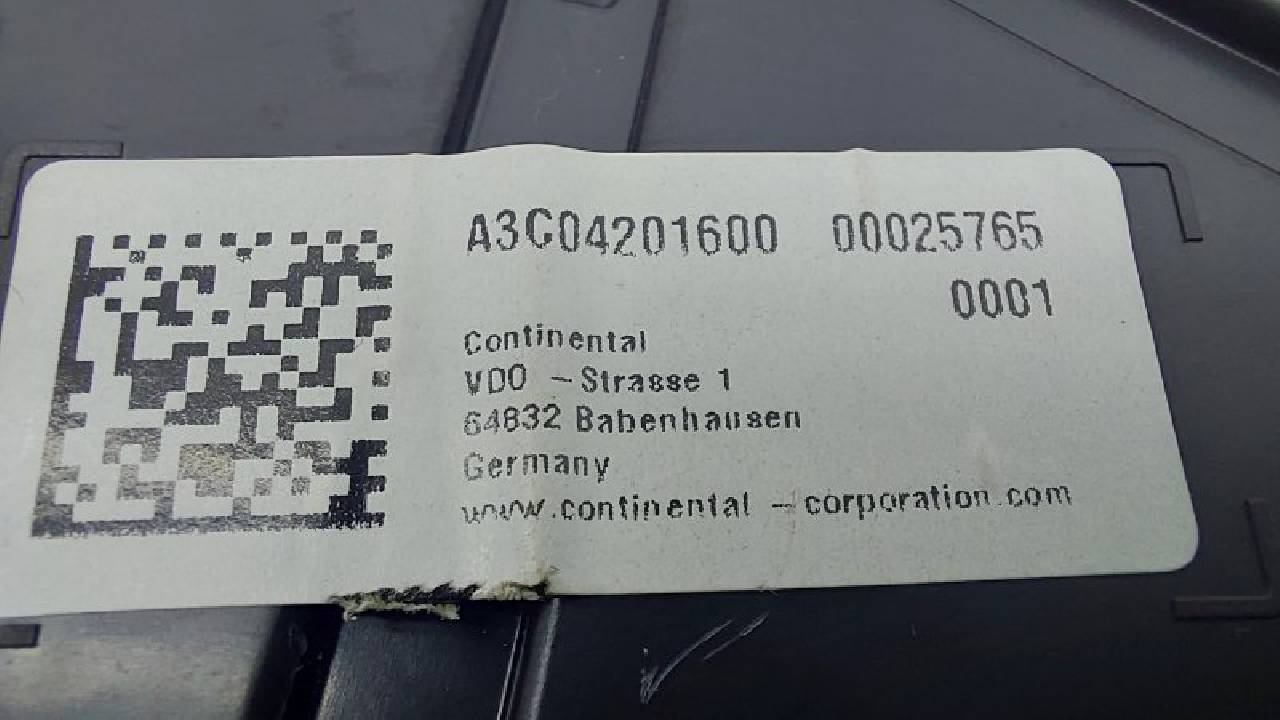 A3C04201600 00025765
0001
Continental
VDO - Strasse 1
64832 Babenhausen
Germany
www.continental - corporation.com